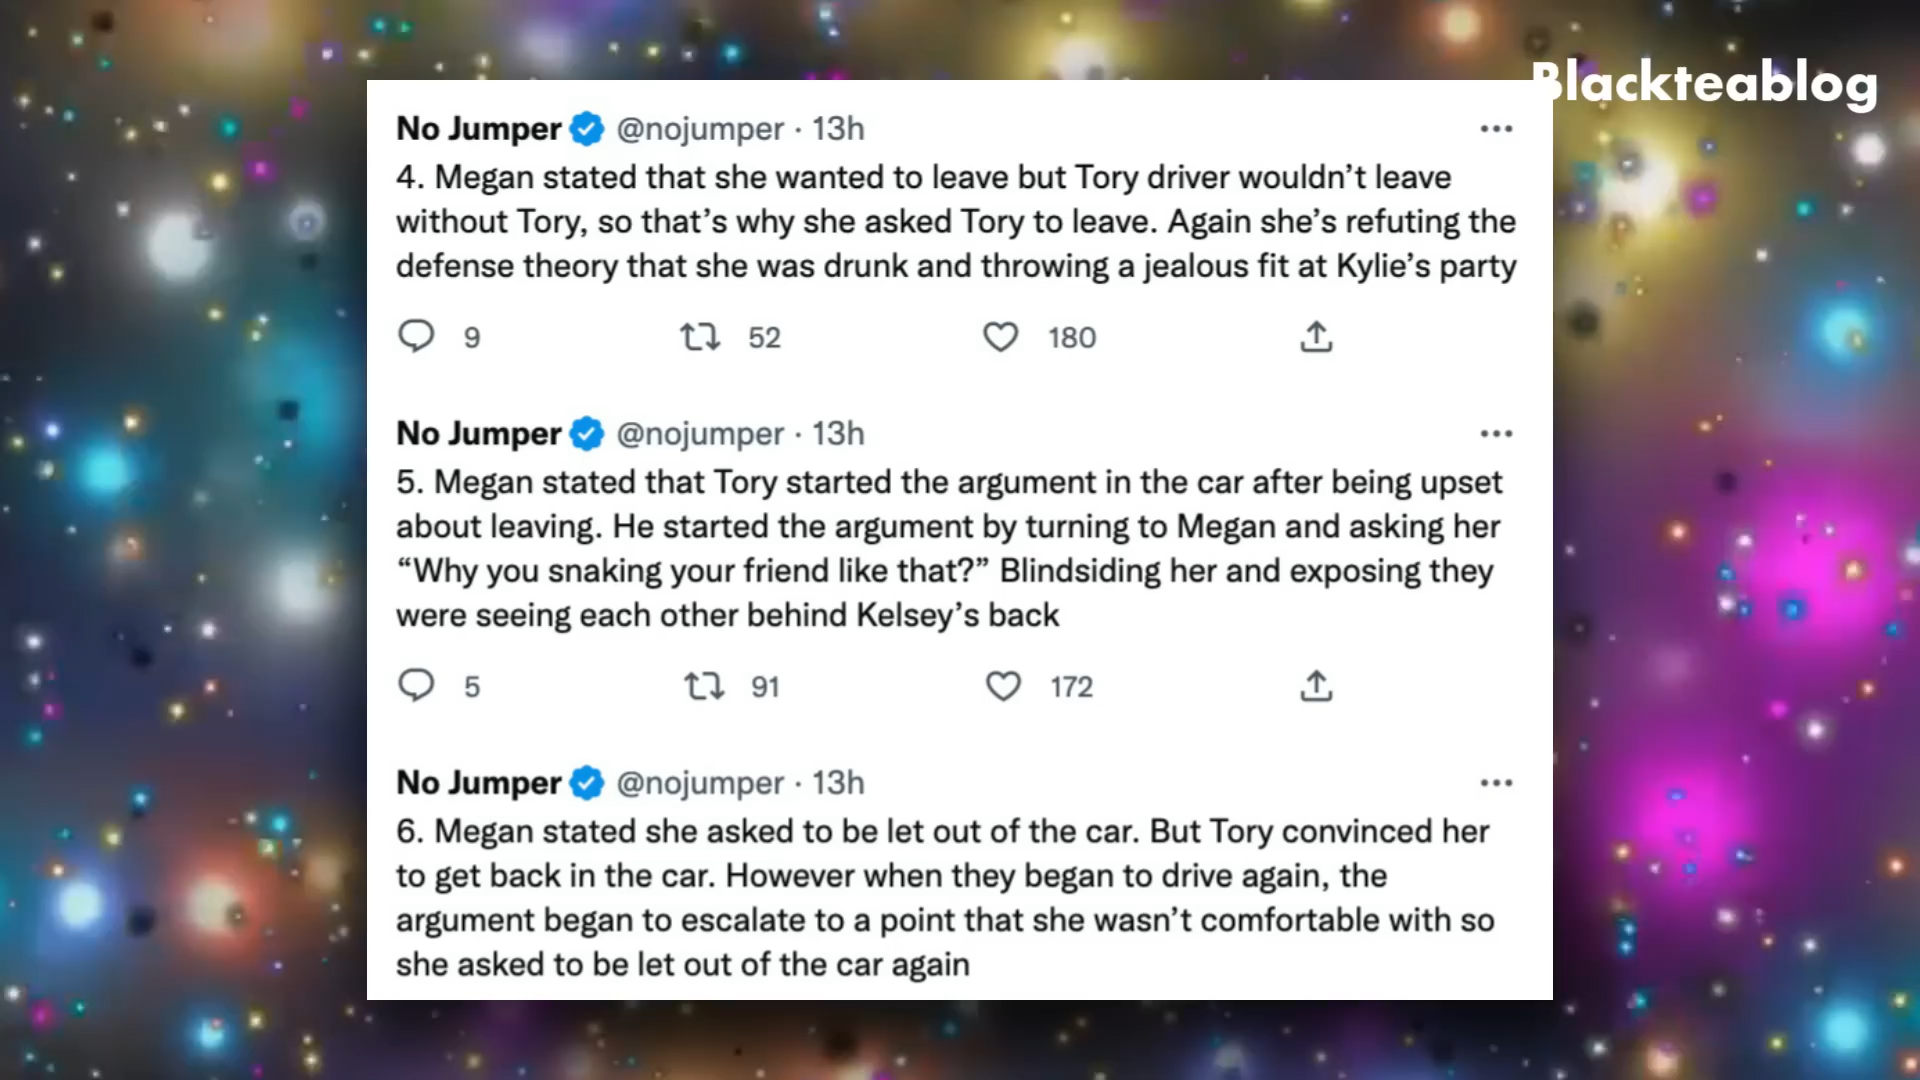 Blackteablog
No Jumper @nojumper · 13h
4. Megan stated that she wanted to leave but Tory driver wouldn’t leave
without Tory, so that’s why she asked Tory to leave. Again she’s refuting the
defense theory that she was drunk and throwing a jealous fit at Kylie’s party
9 52 180
No Jumper @nojumper · 13h
5. Megan stated that Tory started the argument in the car after being upset
about leaving. He started the argument by turning to Megan and asking her
“Why you snaking your friend like that?” Blindsiding her and exposing they
were seeing each other behind Kelsey’s back
5 91 172
No Jumper @nojumper · 13h
6. Megan stated she asked to be let out of the car. But Tory convinced her
to get back in the car. However when they began to drive again, the
argument began to escalate to a point that she wasn’t comfortable with so
she asked to be let out of the car again